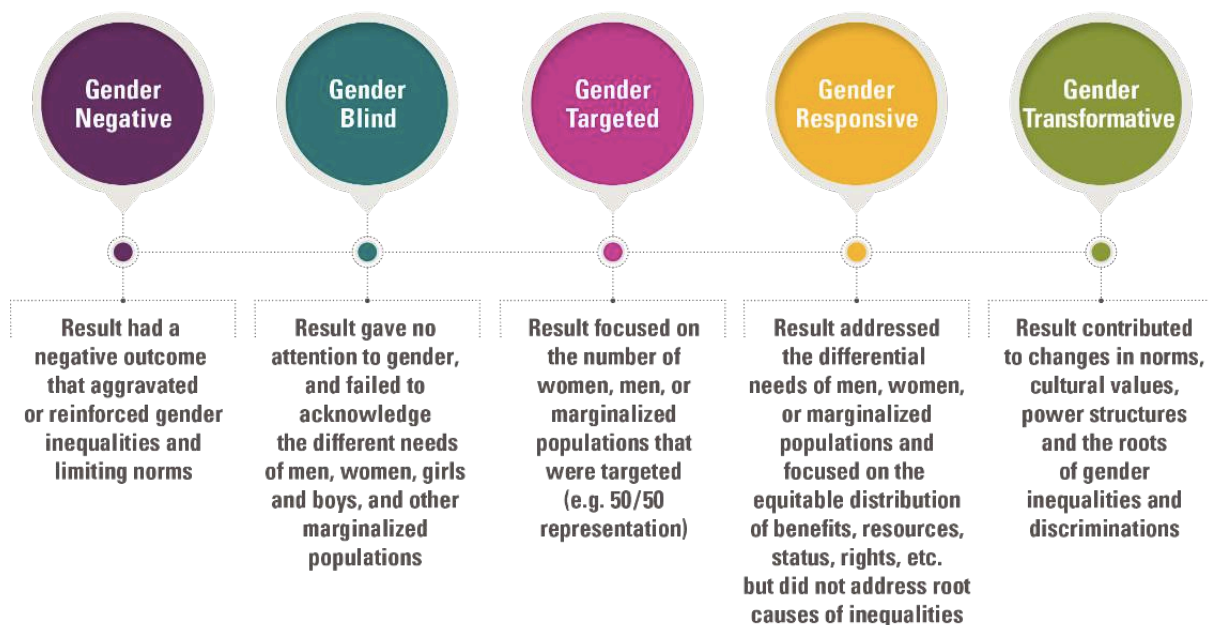 Gender
Negative
Gender
Blind
Gender
Targeted
Gender
Responsive
Gender
Transformative
Result had a
negative outcome
that aggravated
or reinforced gender
inequalities and
limiting norms
Result gave no
attention to gender,
and failed to
acknowledge
the different needs
of men, women, girls
and boys, and other
marginalized
populations
Result focused on
the number of
women, men, or
marginalized
populations that
were targeted
(e.g. 50/50
representation)
Result addressed
the differential
needs of men, women,
or marginalized
populations and
focused on the
equitable distribution
of benefits, resources,
status, rights, etc.
but did not address root
causes of inequalities
Result contributed
to changes in norms,
cultural values,
power structures
and the roots
of gender
inequalities and
discriminations